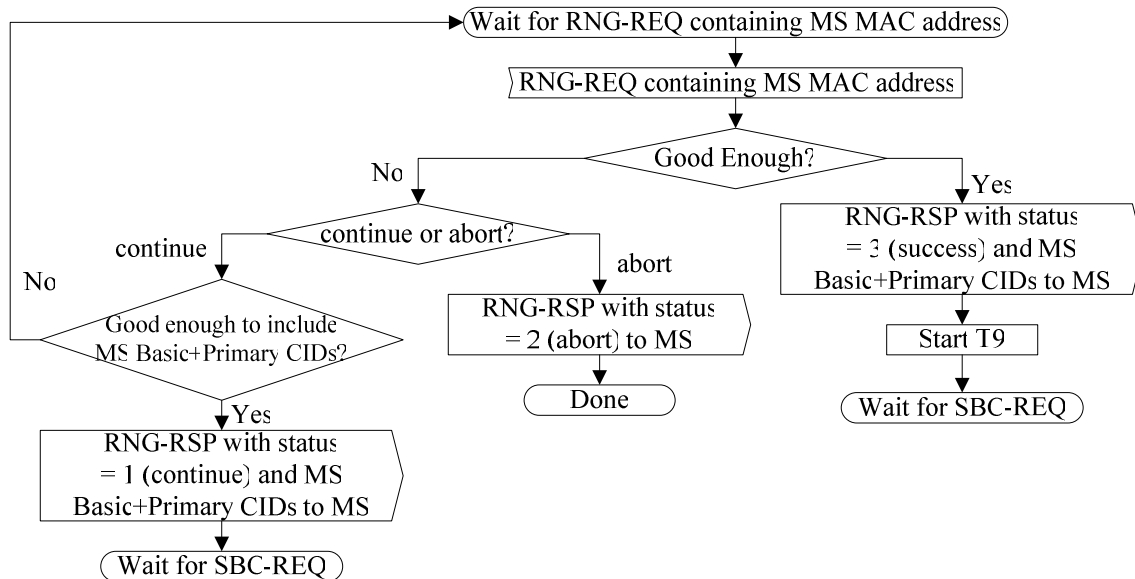 Wait for RNG-REQ containing MS MAC address
RNG-REQ containing MS MAC address
Good Enough?
No
Yes
continue or abort?
RNG-RSP with status
= 3 (success) and MS
Basic+Primary CIDs to MS
continue
abort
No
Good enough to include
MS Basic+Primary CIDs?
RNG-RSP with status
= 2 (abort) to MS
Start T9
Done
Wait for SBC-REQ
Yes
RNG-RSP with status
= 1 (continue) and MS
Basic+Primary CIDs to MS
Wait for SBC-REQ